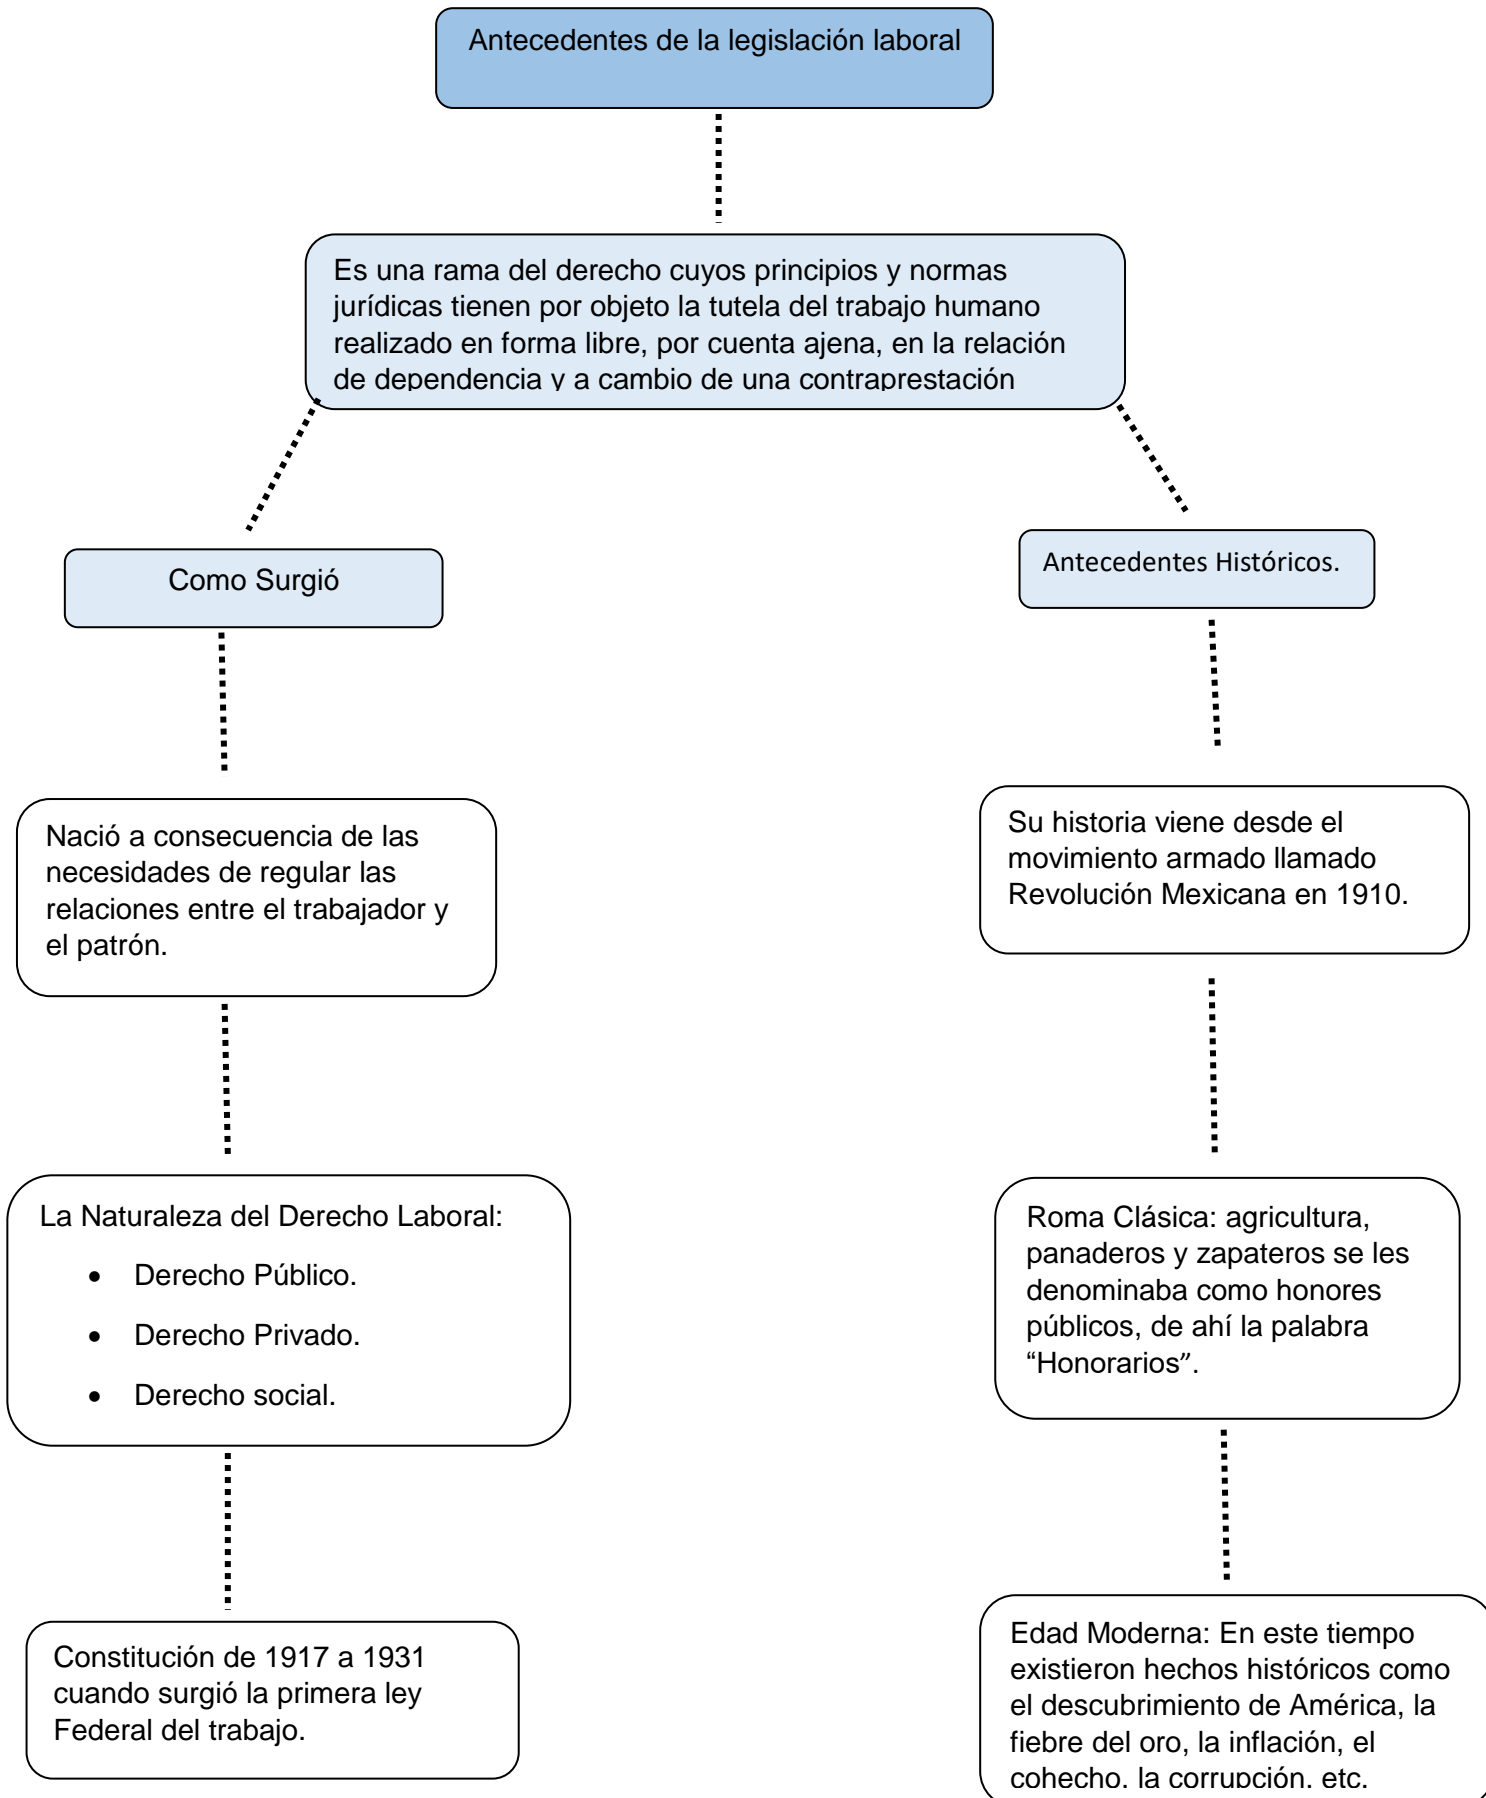 Antecedentes de la legislación laboral
Es una rama del derecho cuyos principios y normas
jurídicas tienen por objeto la tutela del trabajo humano
realizado en forma libre, por cuenta ajena, en la relación
de dependencia y a cambio de una contraprestación
Como Surgió
Antecedentes Históricos.
Nació a consecuencia de las
necesidades de regular las
relaciones entre el trabajador y
el patrón.
Su historia viene desde el
movimiento armado llamado
Revolución Mexicana en 1910.
La Naturaleza del Derecho Laboral:
• Derecho Público.
• Derecho Privado.
• Derecho social.
Roma Clásica: agricultura,
panaderos y zapateros se les
denominaba como honores
públicos, de ahí la palabra
“Honorarios”.
Constitución de 1917 a 1931
cuando surgió la primera ley
Federal del trabajo.
Edad Moderna: En este tiempo
existieron hechos históricos como
el descubrimiento de América, la
fiebre del oro, la inflación, el
cohecho, la corrupción, etc.